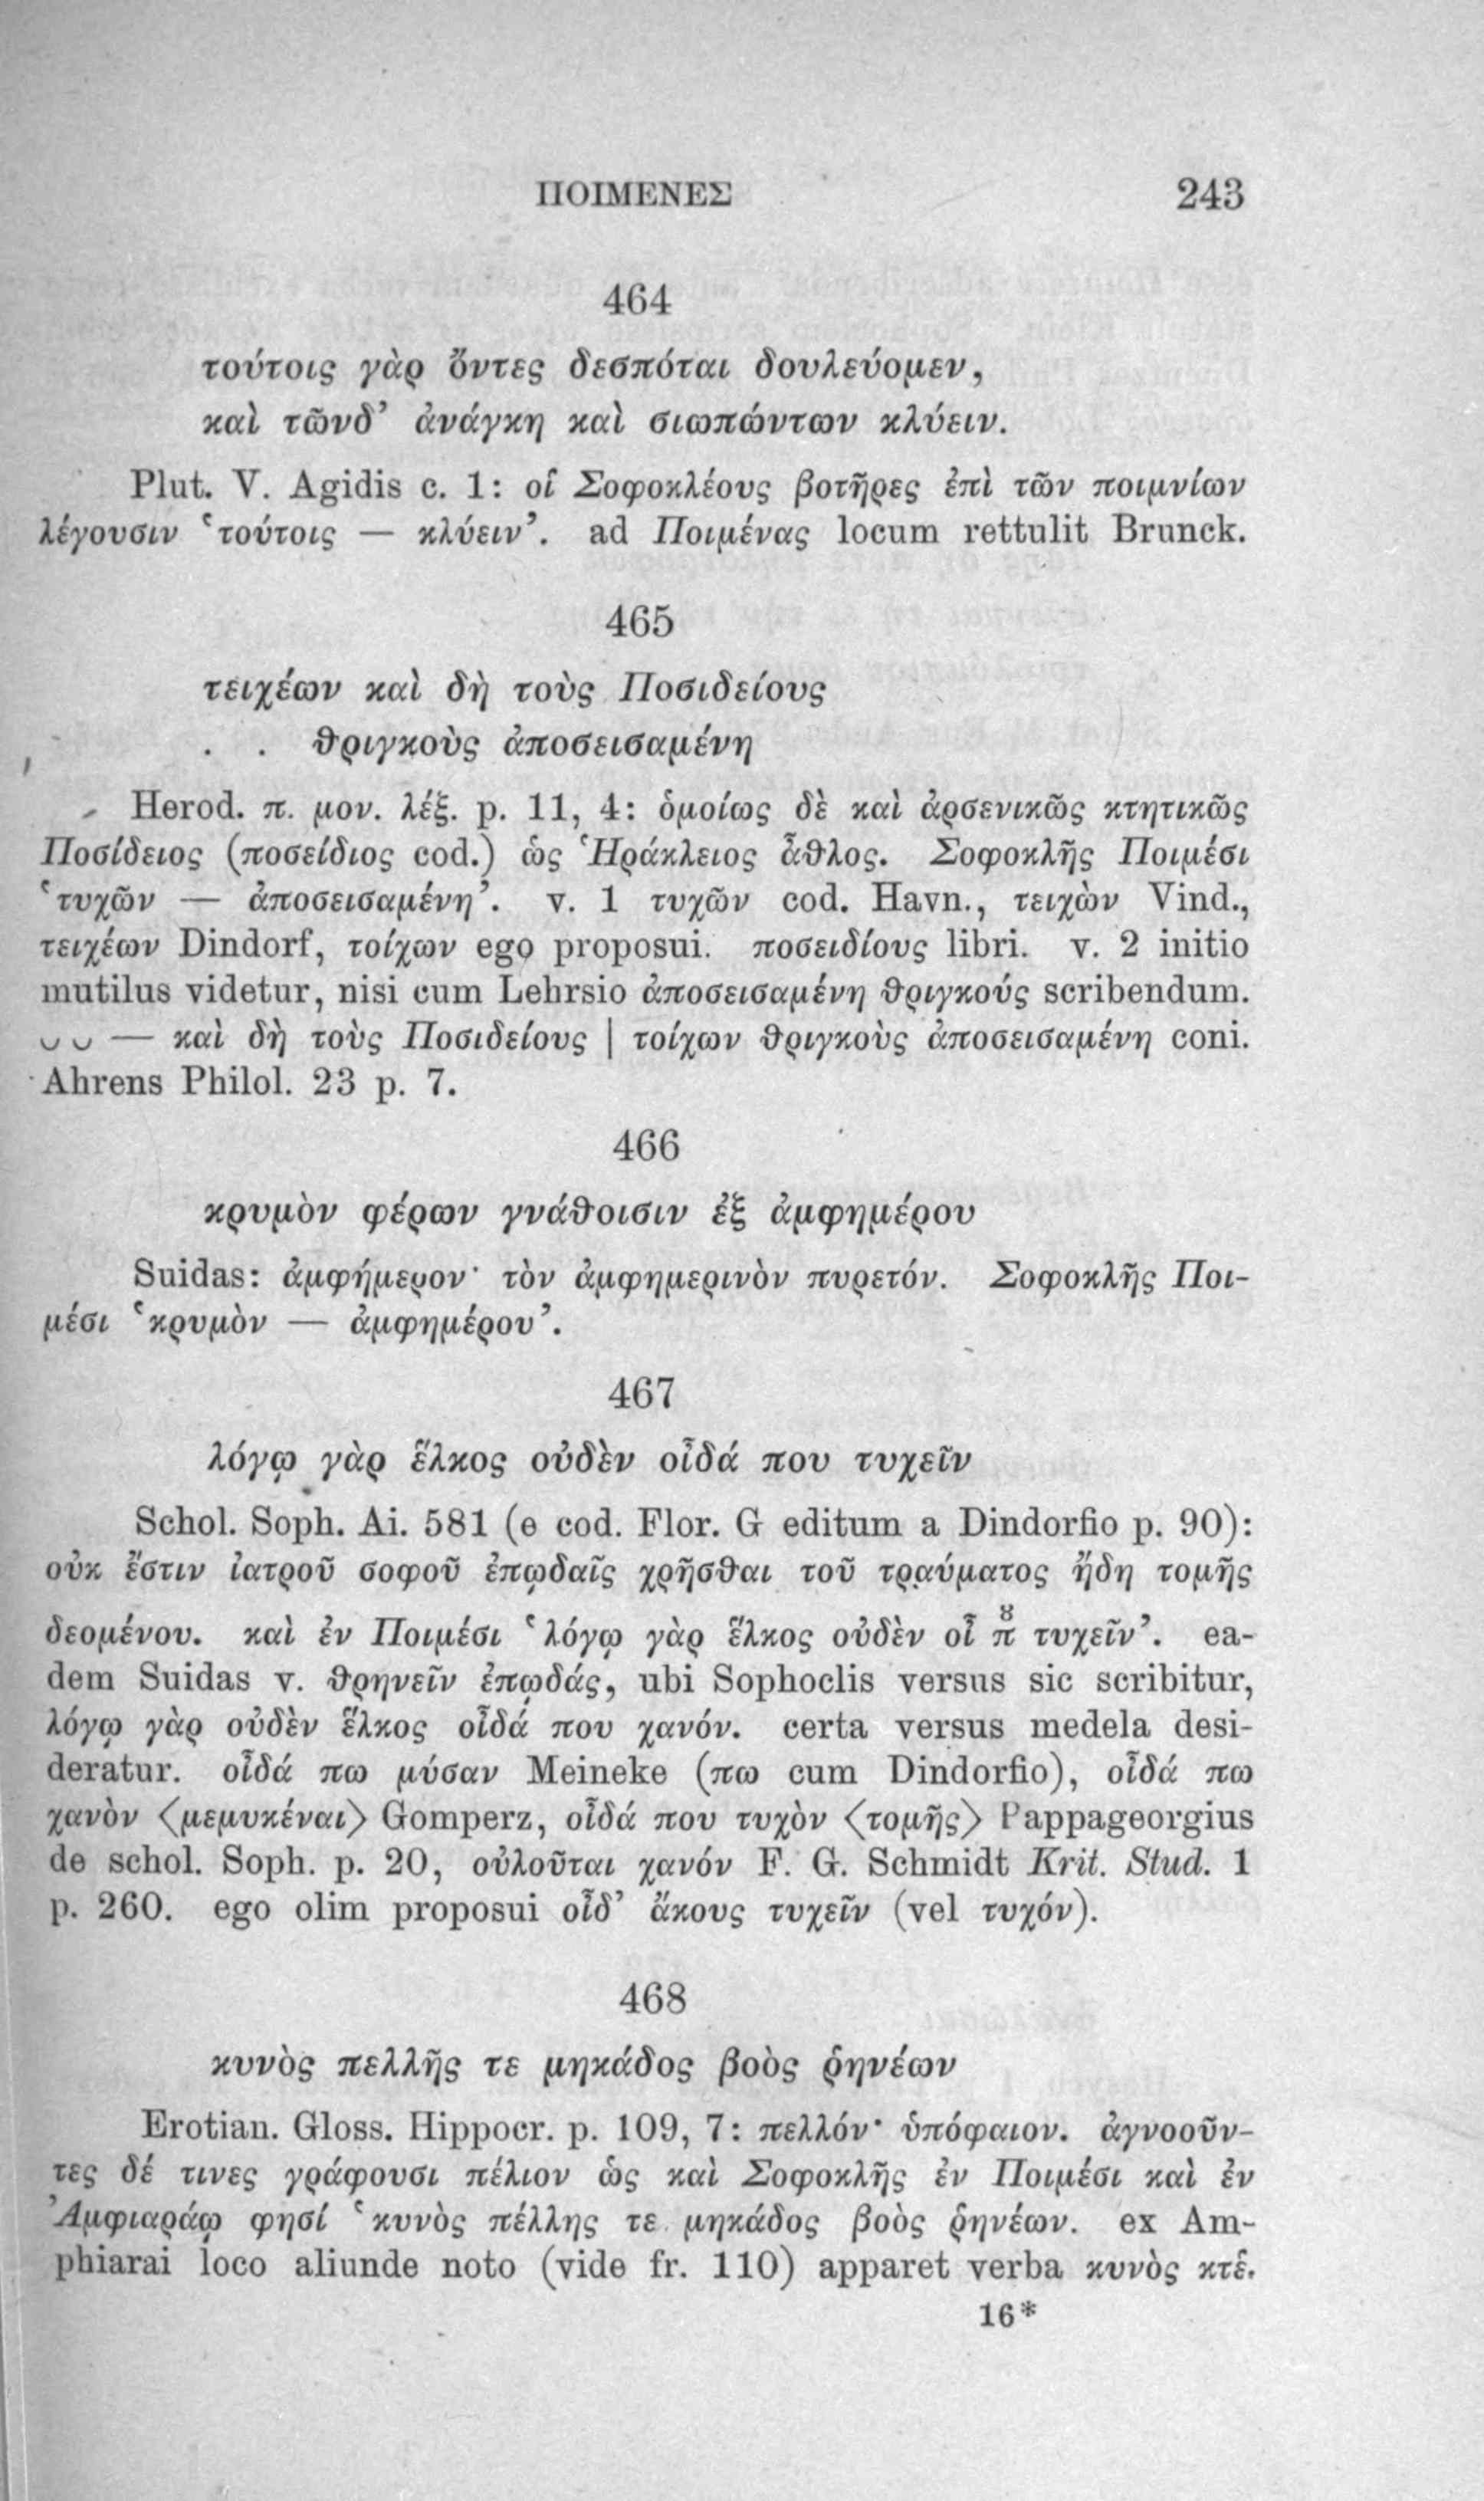 ΠΟΙΜΕΝΕΣ 243
464
τούτοις γὰρ ὄντες δεσπόται δουλεύομεν,
καὶ τῶνδ’ ἀνάγκη καὶ σιωπώντων κλύειν.
Plut. V. Agidis c. 1: οἱ Σοφοκλέους βοτῆρες ἐπὶ τῶν ποιμνίων
λέγουσιν ‘τούτοις — κλύειν’. ad Ποιμένας locum rettulit Brunck.
465
τειχέων καὶ δὴ τοὺς Ποσιδείους
. . θριγκοὺς ἀποσεισαμένη
Herod. π. μον. λέξ. p. 11, 4: ὁμοίως δὲ καὶ ἀρσενικῶς κτητικῶς
Ποσίδειος (ποσείδιος cod.) ὡς Ἡράκλειος ἆθλος. Σοφοκλῆς Ποιμέσι
‘τυχῶν — ἀποσεισαμένη’. v. 1 τυχῶν cod. Havn., τειχὼν Vind.,
τειχέων Dindorf, τοίχων ego proposui. ποσειδίους libri. v. 2 initio
mutilus videtur, nisi cum Lehrsio ἀποσεισαμένη θριγκούς scribendum.
⏑ ⏑ — καὶ δὴ τοὺς Ποσιδείους | τοίχων θριγκοὺς ἀποσεισαμένη coni.
Ahrens Philol. 23 p. 7.
466
κρυμὸν φέρων γνάθοισιν ἐξ ἀμφημέρου
Suidas: ἀμφήμερον· τὸν ἀμφημερινὸν πυρετόν. Σοφοκλῆς Ποι-
μέσι ‘κρυμὸν — ἀμφημέρου’.
467
λόγῳ γὰρ ἕλκος οὐδὲν οἶδά που τυχεῖν
Schol. Soph. Ai. 581 (e cod. Flor. G editum a Dindorfio p. 90):
οὐκ ἔστιν ἰατροῦ σοφοῦ ἐπῳδαῖς χρῆσθαι τοῦ τραύματος ἤδη τομῆς
δεομένου. καὶ ἐν Ποιμέσι ‘λόγῳ γὰρ ἕλκος οὐδὲν οἶ πȣ τυχεῖν’. ea-
dem Suidas v. θρηνεῖν ἐπῳδάς, ubi Sophoclis versus sic scribitur,
λόγῳ γὰρ οὐδὲν ἕλκος οἶδά που χανόν. certa versus medela desi-
deratur. οἶδά πω μύσαν Meineke (πω cum Dindorfio), οἶδά πω
χανὸν ⟨μεμυκέναι⟩ Gomperz, οἶδά που τυχὸν ⟨τομῆς⟩ Pappageorgius
de schol. Soph. p. 20, οὐλοῦται χανόν F. G. Schmidt Krit. Stud. 1
p. 260. ego olim proposui οἶδ’ ἄκους τυχεῖν (vel τυχόν).
468
κυνὸς πελλῆς τε μηκάδος βοὸς ῥηνέων
Erotian. Gloss. Hippocr. p. 109, 7: πελλόν· ὑπόφαιον. ἀγνοοῦν-
τες δέ τινες γράφουσι πέλιον ὡς καὶ Σοφοκλῆς ἐν Ποιμέσι καὶ ἐν
Ἀμφιαράῳ φησί ‘κυνὸς πέλλης τε μηκάδος βοὸς ῥηνέων. ex Am-
phiarai loco aliunde noto (vide fr. 110) apparet verba κυνὸς κτἑ.
16*